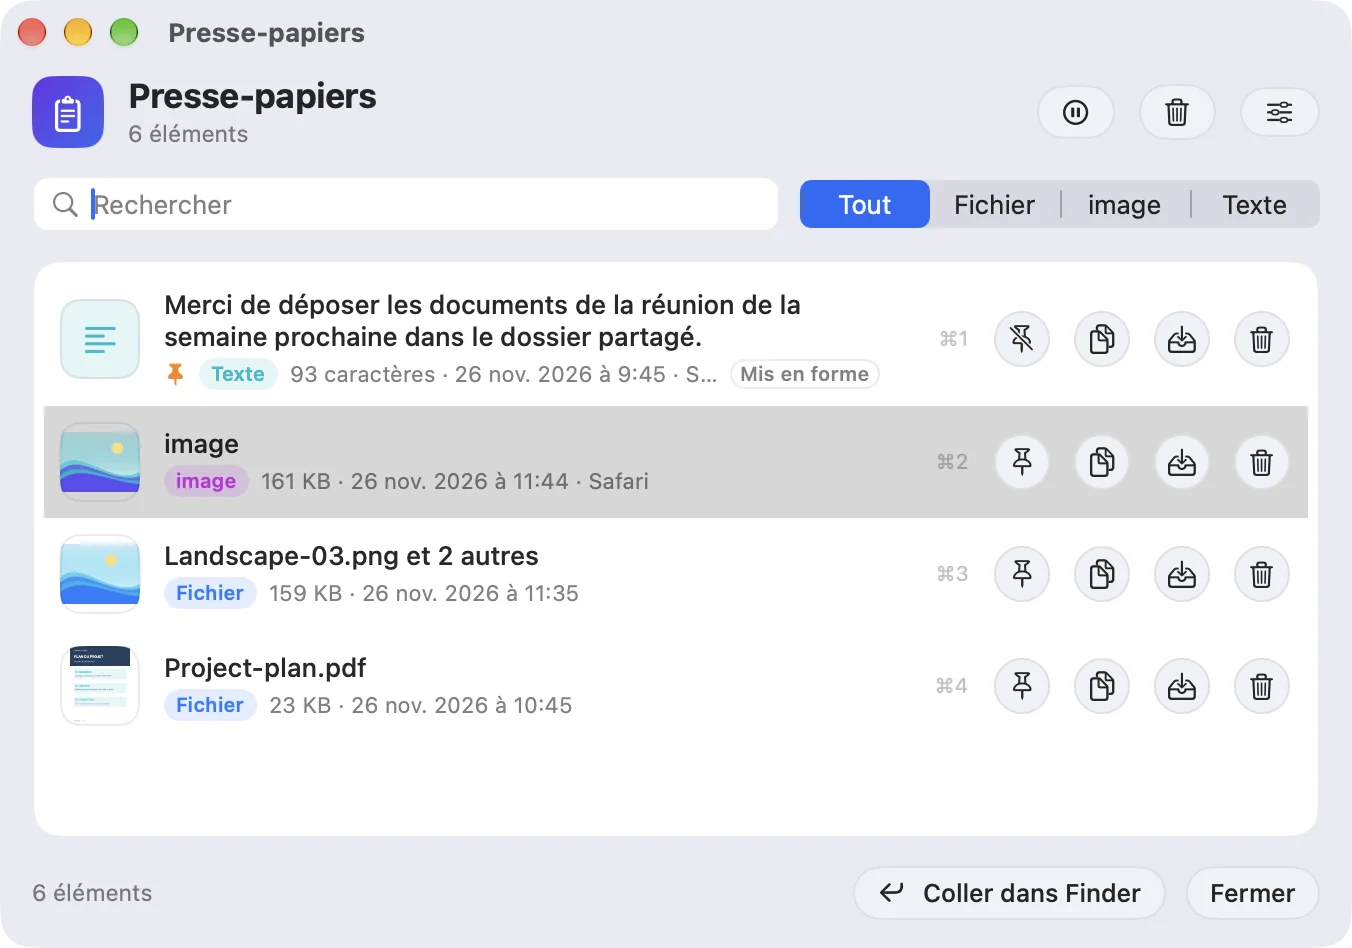 Presse-papiers
Presse-papiers
6 éléments
Rechercher
Tout
Fichier
image
Texte
Merci de déposer les documents de la réunion de la
semaine prochaine dans le dossier partagé.
Texte 93 caractères · 26 nov. 2026 à 9:45 · S... Mis en forme
⌘1
image
image 161 KB · 26 nov. 2026 à 11:44 · Safari
⌘2
Landscape-03.png et 2 autres
Fichier 159 KB · 26 nov. 2026 à 11:35
⌘3
PLAN DU PROJET
Project-plan.pdf
Fichier 23 KB · 26 nov. 2026 à 10:45
⌘4
6 éléments
Coller dans Finder
Fermer